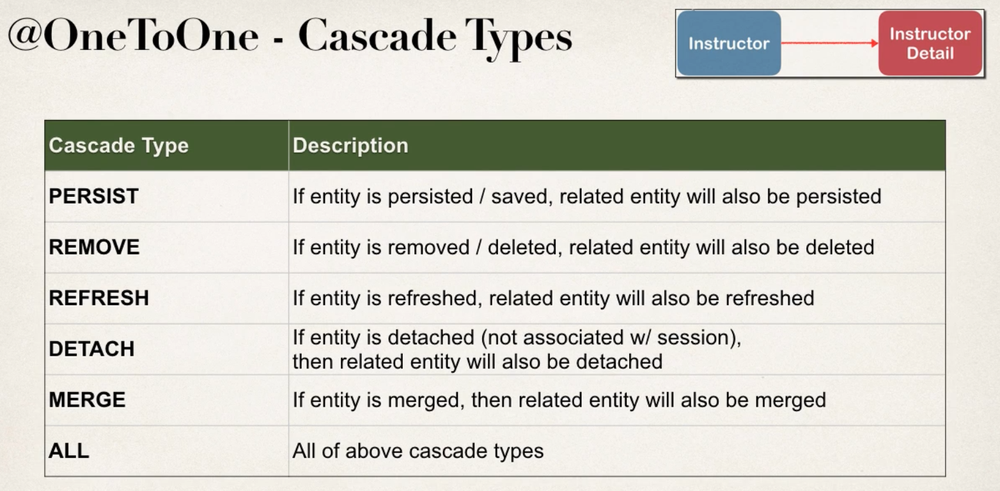 @OneToOne - Cascade Types
Instructor
Instructor
Detail
Cascade Type
Description
PERSIST
If entity is persisted / saved, related entity will also be persisted
REMOVE
If entity is removed / deleted, related entity will also be deleted
REFRESH
If entity is refreshed, related entity will also be refreshed
DETACH
If entity is detached (not associated w/ session),
then related entity will also be detached
MERGE
If entity is merged, then related entity will also be merged
ALL
All of above cascade types